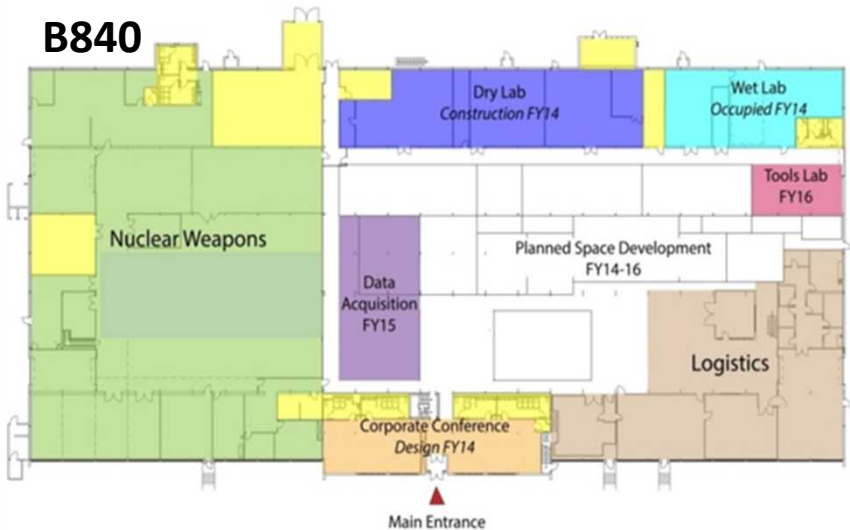 B840
Dry Lab
Construction FY14
Wet Lab
Occupied FY14
Tools Lab
FY16
Nuclear Weapons
Planned Space Development
FY14-16
Data
Acquisition
FY15
Logistics
Corporate Conference
Design FY14
Main Entrance